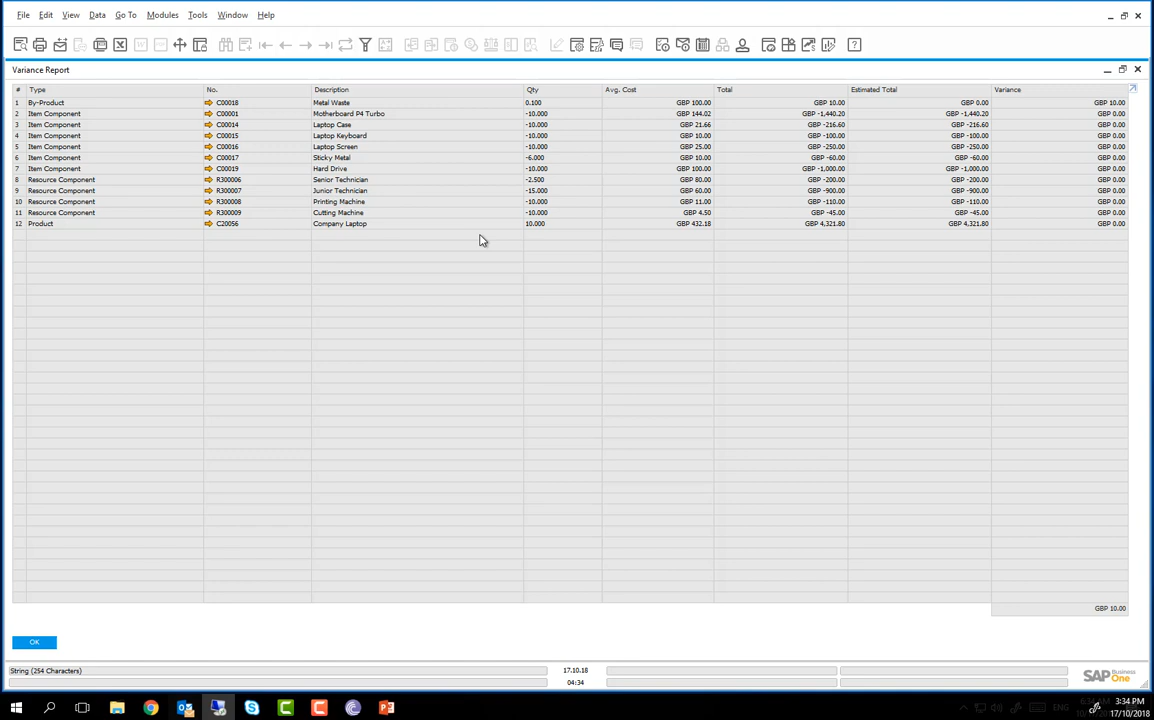 File Edit View Data Go To Modules Tools Window Help
Variance Report
# Type No. Description Qty Avg. Cost Total Estimated Total Variance
1 By-Product C00018 Metal Waste 0.100 GBP 100.00 GBP 10.00 GBP 0.00 GBP 10.00
2 Item Component C00001 Motherboard P4 Turbo -10.000 GBP 144.02 GBP -1,440.20 GBP -1,440.20 GBP 0.00
3 Item Component C00014 Laptop Case -10.000 GBP 21.66 GBP -216.60 GBP -216.60 GBP 0.00
4 Item Component C00015 Laptop Keyboard -10.000 GBP 10.00 GBP -100.00 GBP -100.00 GBP 0.00
5 Item Component C00016 Laptop Screen -10.000 GBP 25.00 GBP -250.00 GBP -250.00 GBP 0.00
6 Item Component C00017 Sticky Metal -6.000 GBP 10.00 GBP -60.00 GBP -60.00 GBP 0.00
7 Item Component C00019 Hard Drive -10.000 GBP 100.00 GBP -1,000.00 GBP -1,000.00 GBP 0.00
8 Resource Component R300006 Senior Technician -2.500 GBP 80.00 GBP -200.00 GBP -200.00 GBP 0.00
9 Resource Component R300007 Junior Technician -15.000 GBP 60.00 GBP -900.00 GBP -900.00 GBP 0.00
10 Resource Component R300008 Printing Machine -10.000 GBP 11.00 GBP -110.00 GBP -110.00 GBP 0.00
11 Resource Component R300009 Cutting Machine -10.000 GBP 4.50 GBP -45.00 GBP -45.00 GBP 0.00
12 Product C20056 Company Laptop 10.000 GBP 432.18 GBP 4,321.80 GBP 4,321.80 GBP 0.00
GBP 10.00
OK
String (254 Characters) 17.10.18
04:34
SAP Business One
ENG 3:34 PM
17/10/2018